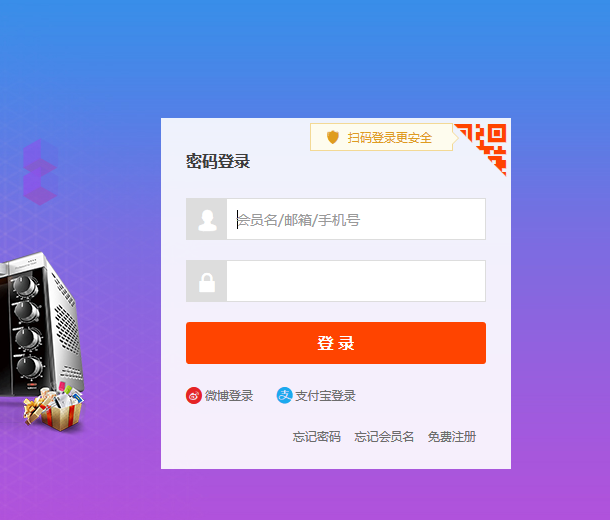 扫码登录更安全
密码登录
会员名/邮箱/手机号
登 录
微博登录 支付宝登录
忘记密码 忘记会员名 免费注册